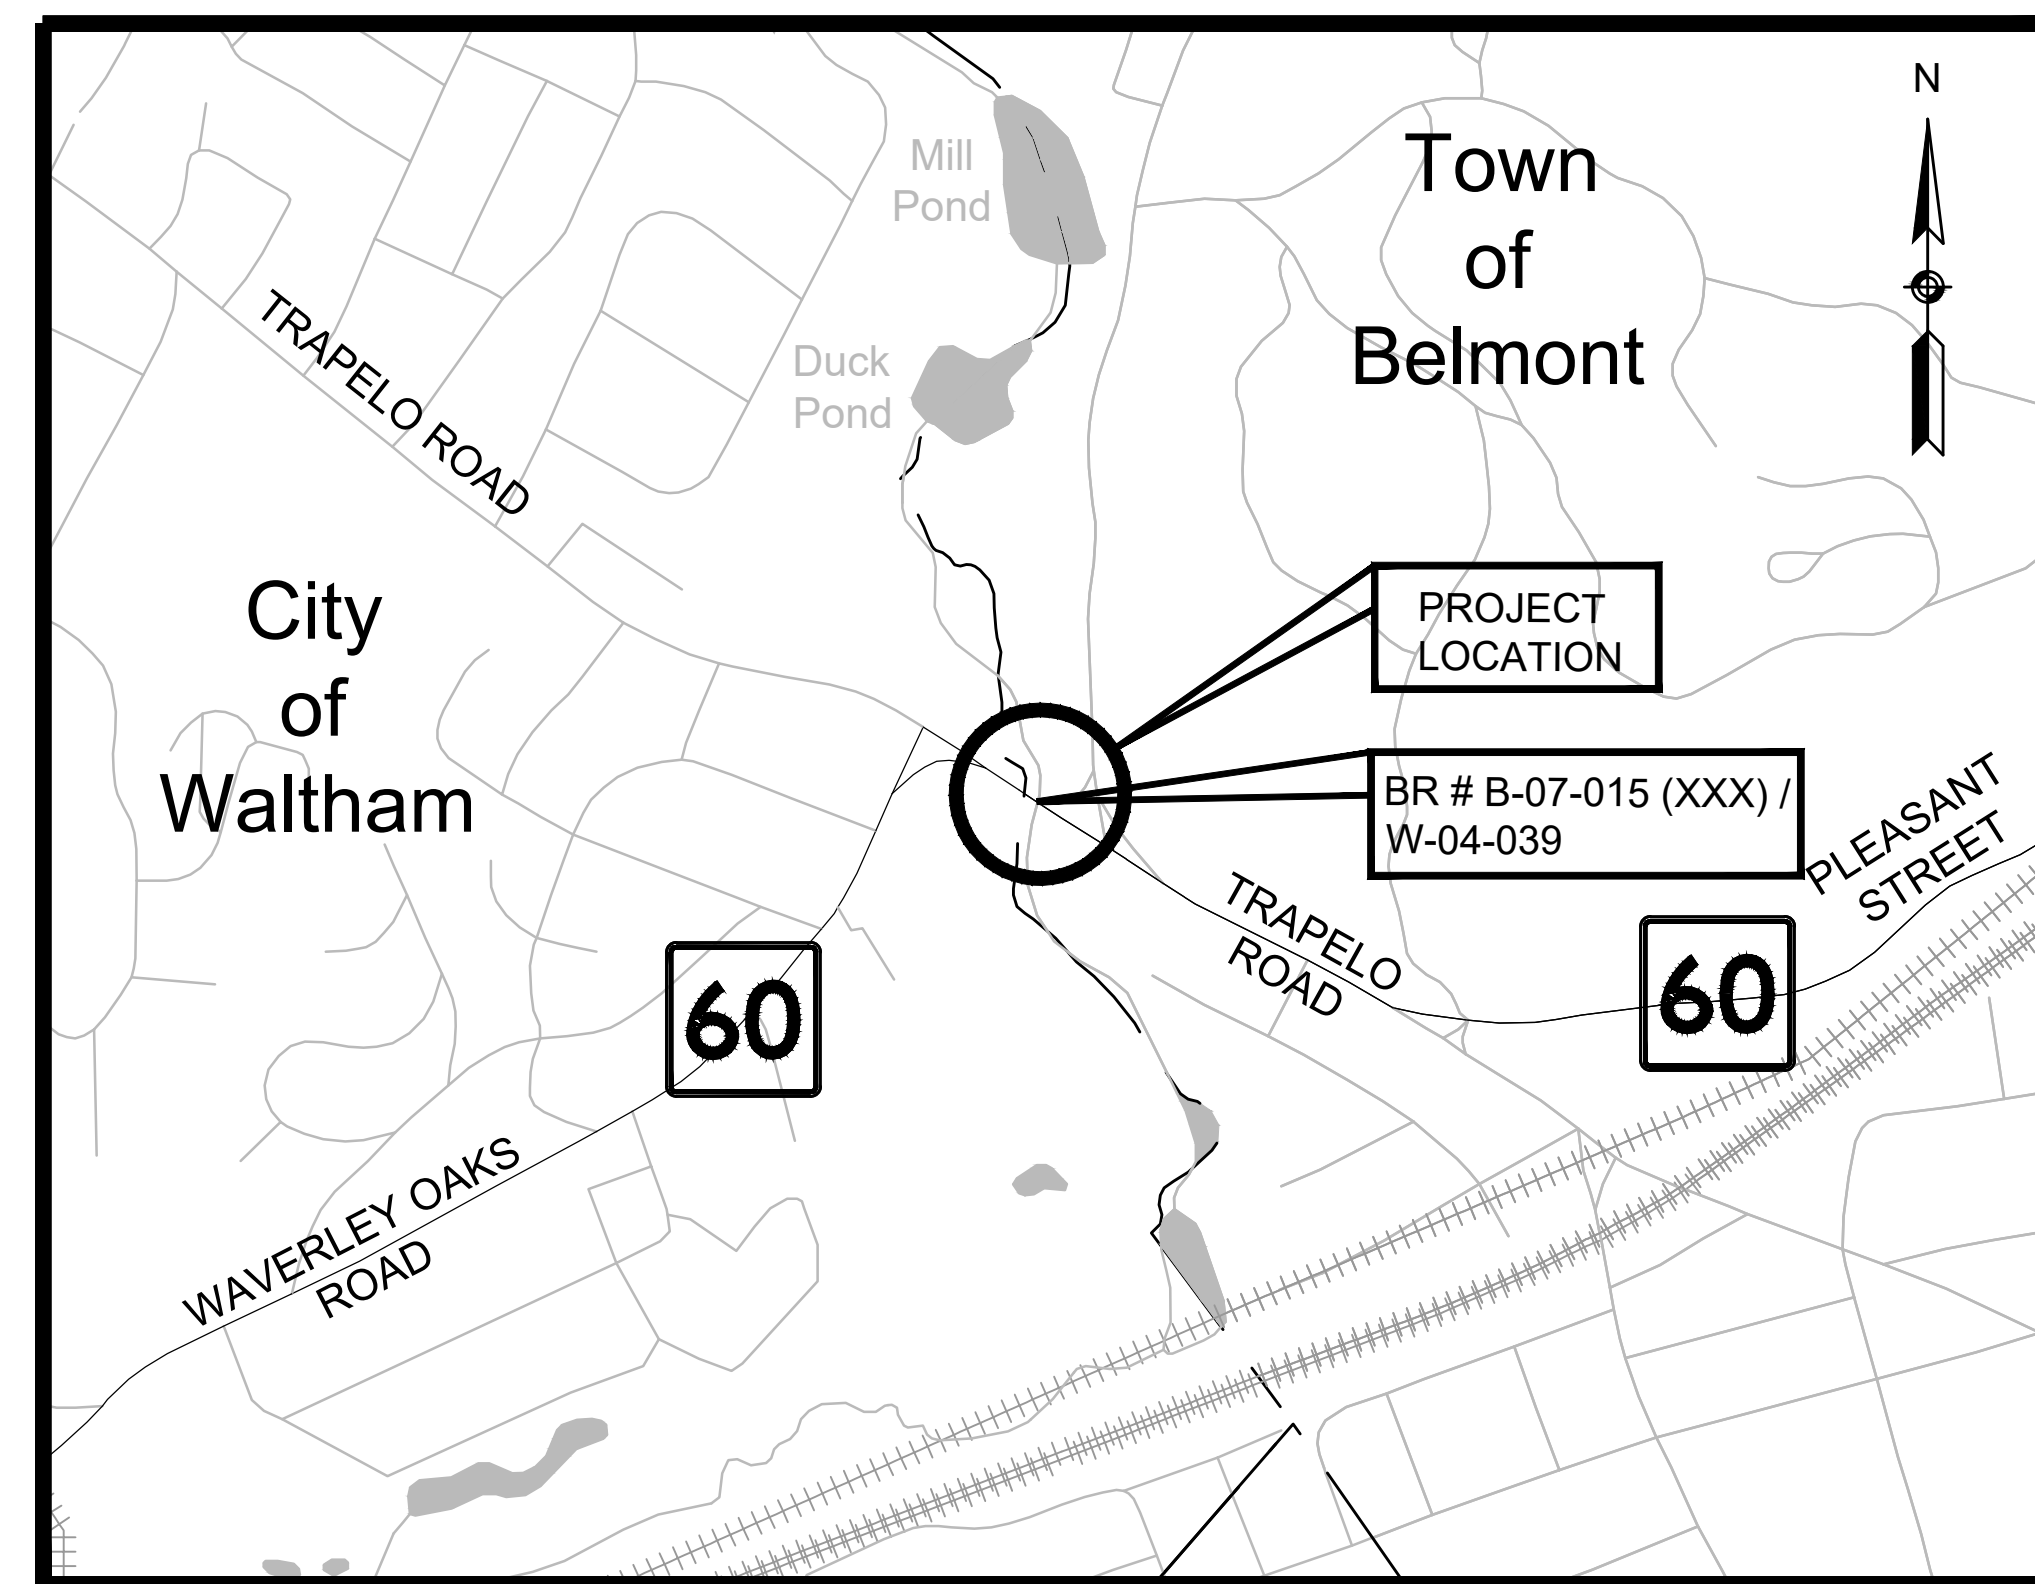 N
Mill
Pond
Town
of
Belmont
TRAPELO ROAD
Duck
Pond
City
of
Waltham
PROJECT
LOCATION
BR # B-07-015 (XXX) /
W-04-039
PLEASANT
STREET
TRAPELO
ROAD
60
60
WAVERLEY OAKS
ROAD